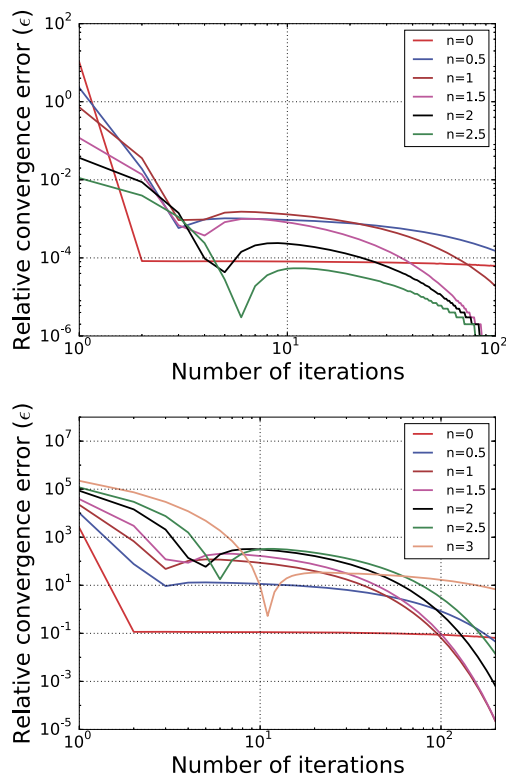 10^2
10^0
10^-2
10^-4
10^-6
Relative convergence error (ϵ)
n=0
n=0.5
n=1
n=1.5
n=2
n=2.5
10^0
10^1
10^2
Number of iterations
10^7
10^5
10^3
10^1
10^-1
10^-3
10^-5
Relative convergence error (ϵ)
n=0
n=0.5
n=1
n=1.5
n=2
n=2.5
n=3
10^0
10^1
10^2
Number of iterations